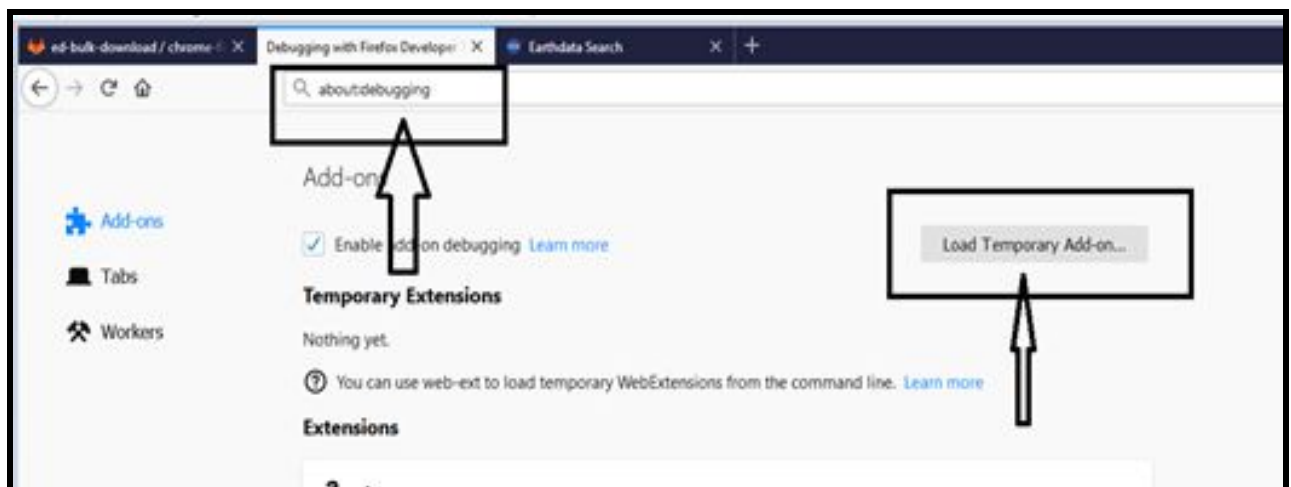 ed-bulk-download / chrome-
Debugging with Firefox Developer
Earthdata Search
about:debugging
Add-ons
Add-ons
Enable add-on debugging Learn more
Load Temporary Add-on...
Tabs
Temporary Extensions
Workers
Nothing yet.
You can use web-ext to load temporary WebExtensions from the command line. Learn more
Extensions